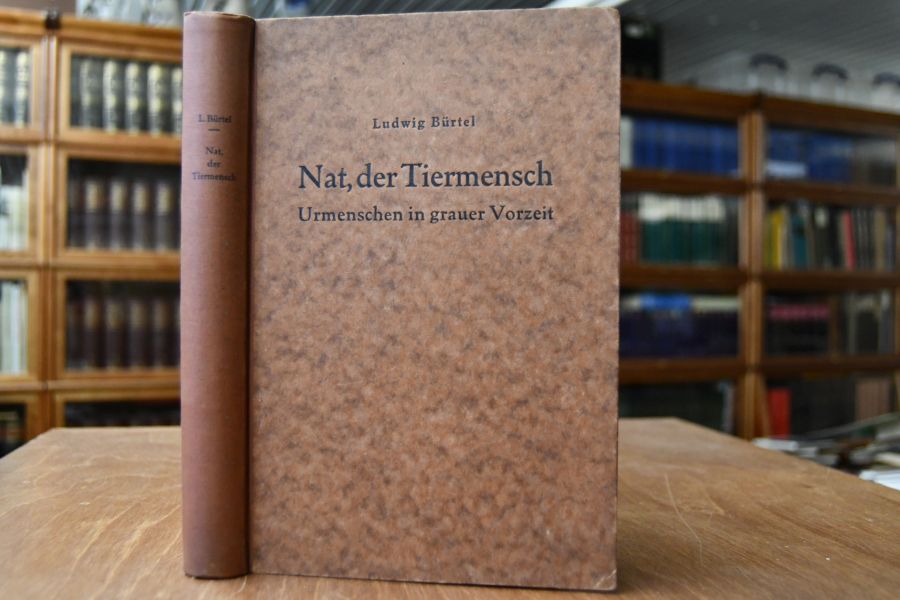 L. Bürtel
Nat,
der
Tiermensch
Ludwig Bürtel
Nat, der Tiermensch
Urmenschen in grauer Vorzeit